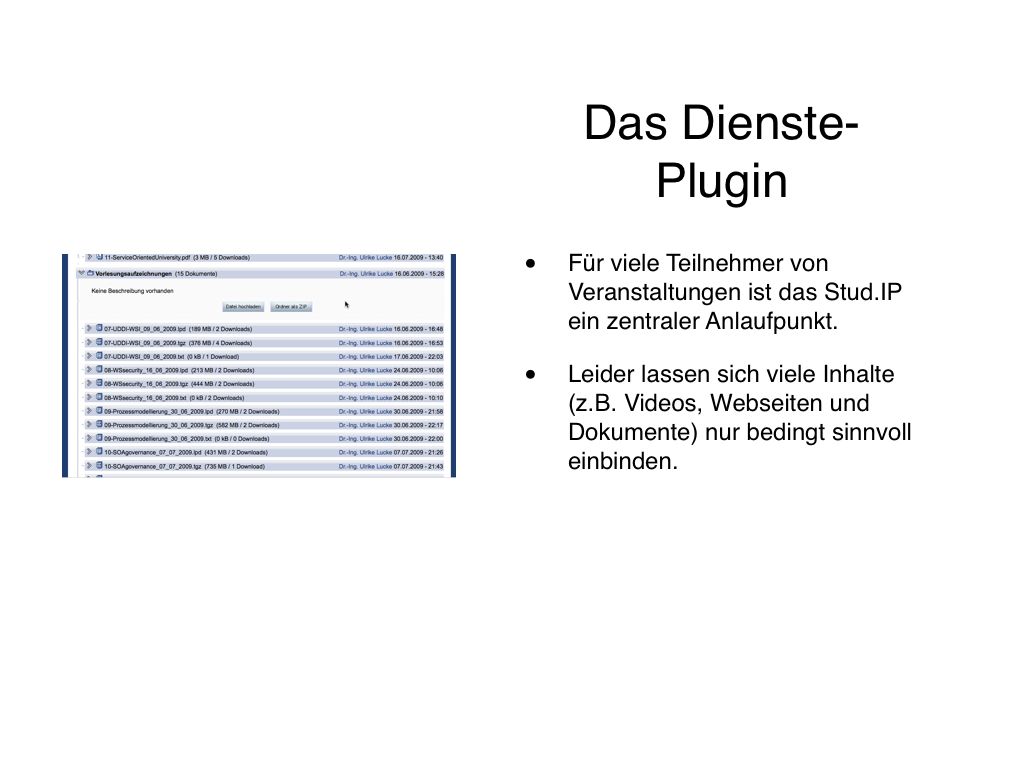 Das Dienste-
Plugin
11-ServiceOrientedUniversity.pdf (3 MB / 5 Downloads) Dr.-Ing. Ulrike Lucke 16.07.2009 - 13:40
Vorlesungsaufzeichnungen (15 Dokumente) Dr.-Ing. Ulrike Lucke 16.06.2009 - 15:28
Keine Beschreibung vorhanden
Datei hochladen Ordner als ZIP
07-UDDI-WSI_09_06_2009.lpd (189 MB / 2 Downloads) Dr.-Ing. Ulrike Lucke 16.06.2009 - 16:48
07-UDDI-WSI_09_06_2009.tgz (376 MB / 4 Downloads) Dr.-Ing. Ulrike Lucke 16.06.2009 - 16:53
07-UDDI-WSI_09_06_2009.txt (0 kB / 1 Download) Dr.-Ing. Ulrike Lucke 17.06.2009 - 22:03
08-WSsecurity_16_06_2009.lpd (213 MB / 2 Downloads) Dr.-Ing. Ulrike Lucke 24.06.2009 - 10:06
08-WSsecurity_16_06_2009.tgz (444 MB / 2 Downloads) Dr.-Ing. Ulrike Lucke 24.06.2009 - 10:06
08-WSsecurity_16_06_2009.txt (0 kB / 2 Downloads) Dr.-Ing. Ulrike Lucke 24.06.2009 - 10:10
09-Prozessmodellierung_30_06_2009.lpd (270 MB / 2 Downloads) Dr.-Ing. Ulrike Lucke 30.06.2009 - 21:58
09-Prozessmodellierung_30_06_2009.tgz (582 MB / 2 Downloads) Dr.-Ing. Ulrike Lucke 30.06.2009 - 22:17
09-Prozessmodellierung_30_06_2009.txt (0 kB / 0 Downloads) Dr.-Ing. Ulrike Lucke 30.06.2009 - 22:00
10-SOAgovernance_07_07_2009.lpd (431 MB / 2 Downloads) Dr.-Ing. Ulrike Lucke 07.07.2009 - 21:26
10-SOAgovernance_07_07_2009.tgz (735 MB / 1 Download) Dr.-Ing. Ulrike Lucke 07.07.2009 - 21:43
• Für viele Teilnehmer von
Veranstaltungen ist das Stud.IP
ein zentraler Anlaufpunkt.
• Leider lassen sich viele Inhalte
(z.B. Videos, Webseiten und
Dokumente) nur bedingt sinnvoll
einbinden.